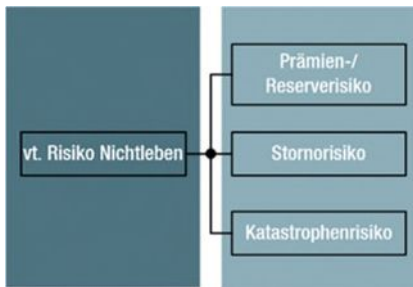 vt. Risiko Nichtleben
Prämien-/
Reserverisiko
Stornorisiko
Katastrophenrisiko